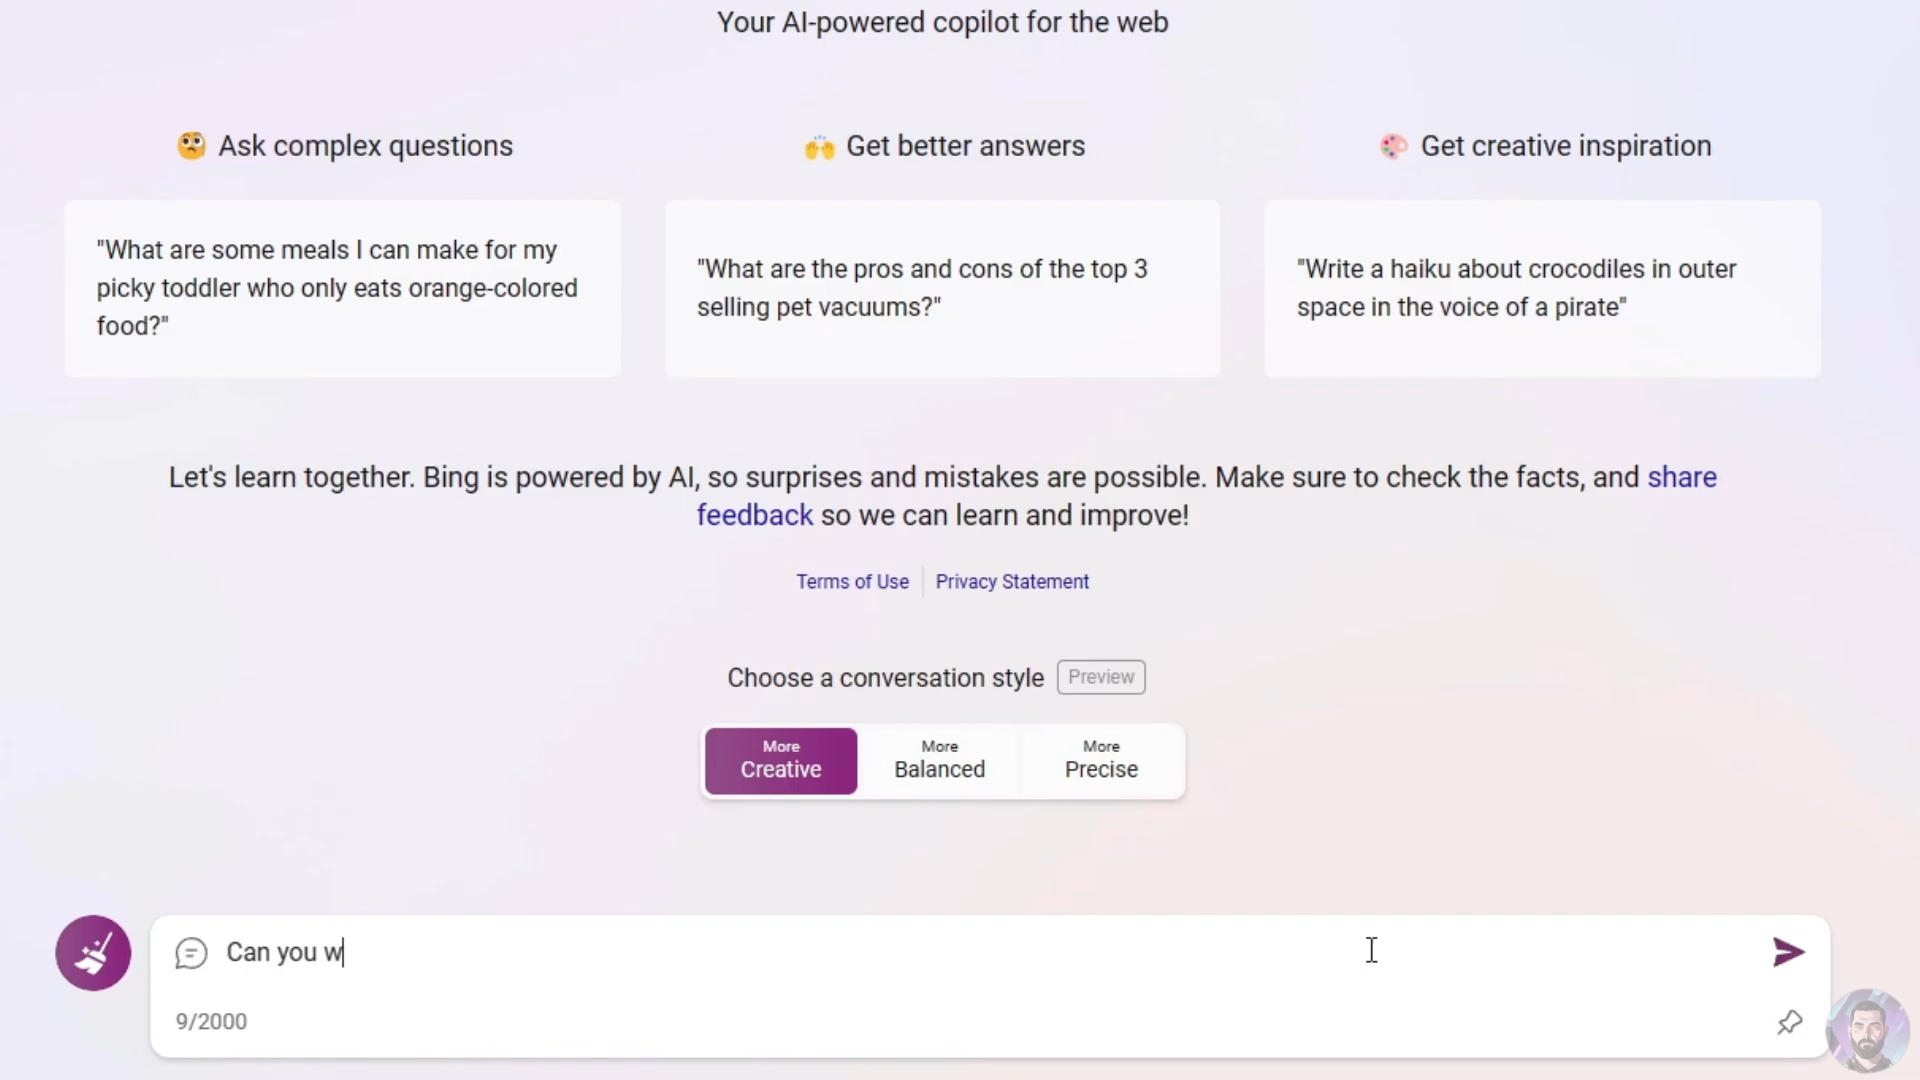 Your AI-powered copilot for the web
Ask complex questions
Get better answers
Get creative inspiration
"What are some meals I can make for my
picky toddler who only eats orange-colored
food?"
"What are the pros and cons of the top 3
selling pet vacuums?"
"Write a haiku about crocodiles in outer
space in the voice of a pirate"
Let's learn together. Bing is powered by AI, so surprises and mistakes are possible. Make sure to check the facts, and share
feedback so we can learn and improve!
Terms of Use
Privacy Statement
Choose a conversation style
Preview
More
Creative
More
Balanced
More
Precise
Can you w
9/2000